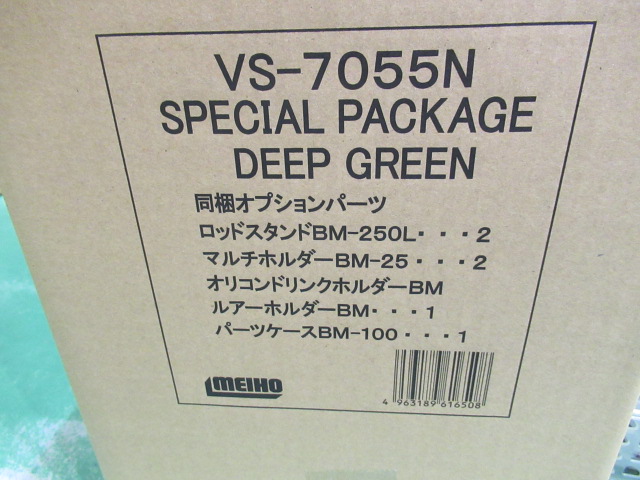 VS-7055N
SPECIAL PACKAGE
DEEP GREEN
同梱オプションパーツ
ロッドスタンドBM-250L・・・2
マルチホルダーBM-25・・・2
オリコンドリンクホルダーBM
ルアーホルダーBM・・・1
パーツケースBM-100・・・1
MEIHO
4 963189 616508